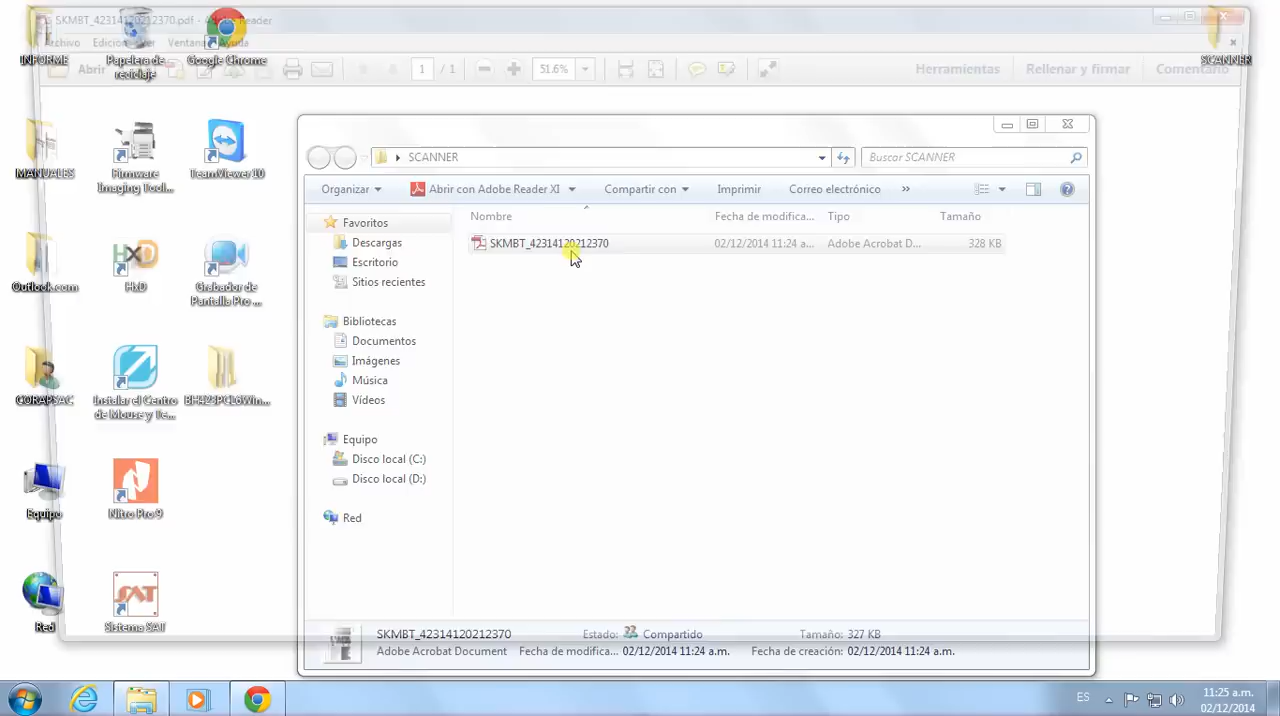 SKMBT_42314120212370.pdf - Adobe Reader
Archivo Edición Ver Ventana Ayuda
Abrir 1 / 1 51.6% Herramientas Rellenar y firmar Comentario
INFORME
Papelera de reciclaje
Google Chrome
SCANNER
MANUALES
Firmware Imaging Tool...
TeamViewer 10
Outlook.com
HxD
Grabador de Pantalla Pro ...
CORAPSAC
Instalar el Centro de Mouse y Te...
BHH23PCL6Win...
Equipo
Nitro Pro 9
Red
Sistema SAT
SCANNER
Buscar SCANNER
Organizar Abrir con Adobe Reader XI Compartir con Imprimir Correo electrónico »
Nombre Fecha de modifica... Tipo Tamaño
SKMBT_42314120212370 02/12/2014 11:24 a... Adobe Acrobat D... 328 KB
Favoritos
Descargas
Escritorio
Sitios recientes
Bibliotecas
Documentos
Imágenes
Música
Vídeos
Equipo
Disco local (C:)
Disco local (D:)
Red
SKMBT_42314120212370 Estado: Compartido Tamaño: 327 KB
Adobe Acrobat Document Fecha de modifica... 02/12/2014 11:24 a.m. Fecha de creación: 02/12/2014 11:24 a.m.
ES
11:25 a.m.
02/12/2014